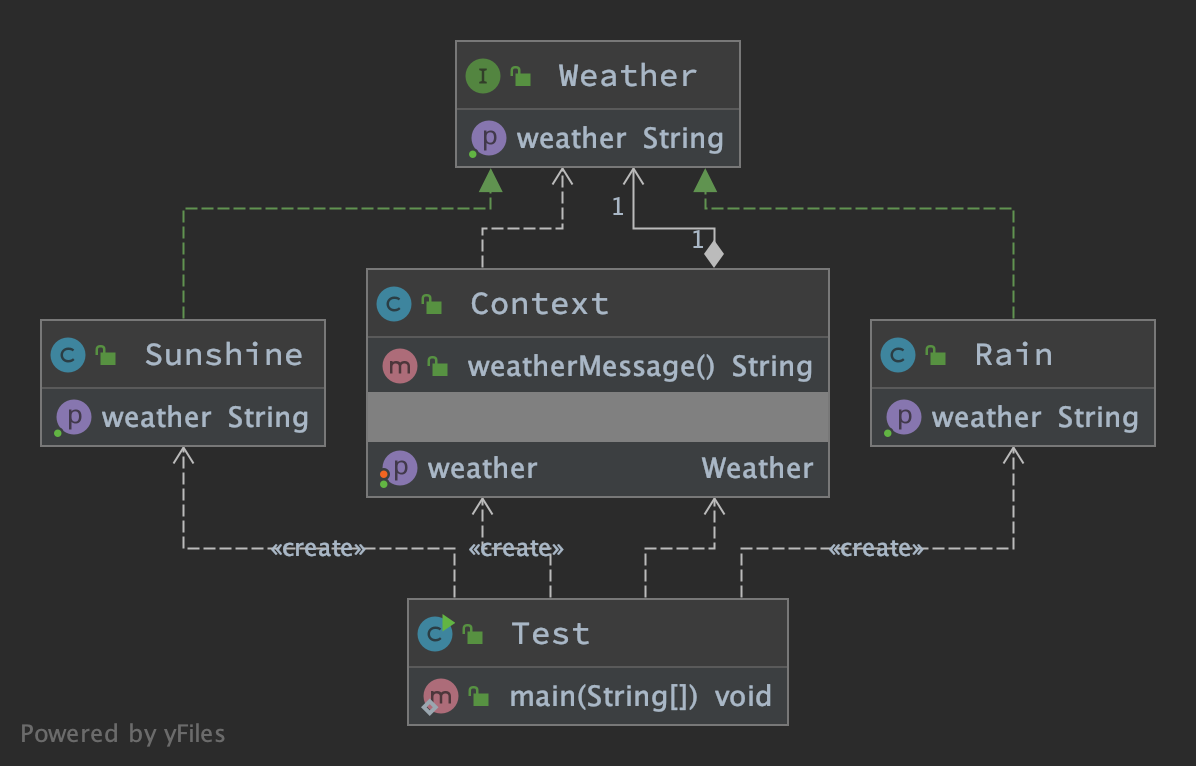 I Weather
p weather String
1
1
C Context
C Sunshine
C Rain
m weatherMessage() String
p weather String
p weather String
p weather Weather
«create»
«create»
«create»
C Test
m main(String[]) void
Powered by yFiles